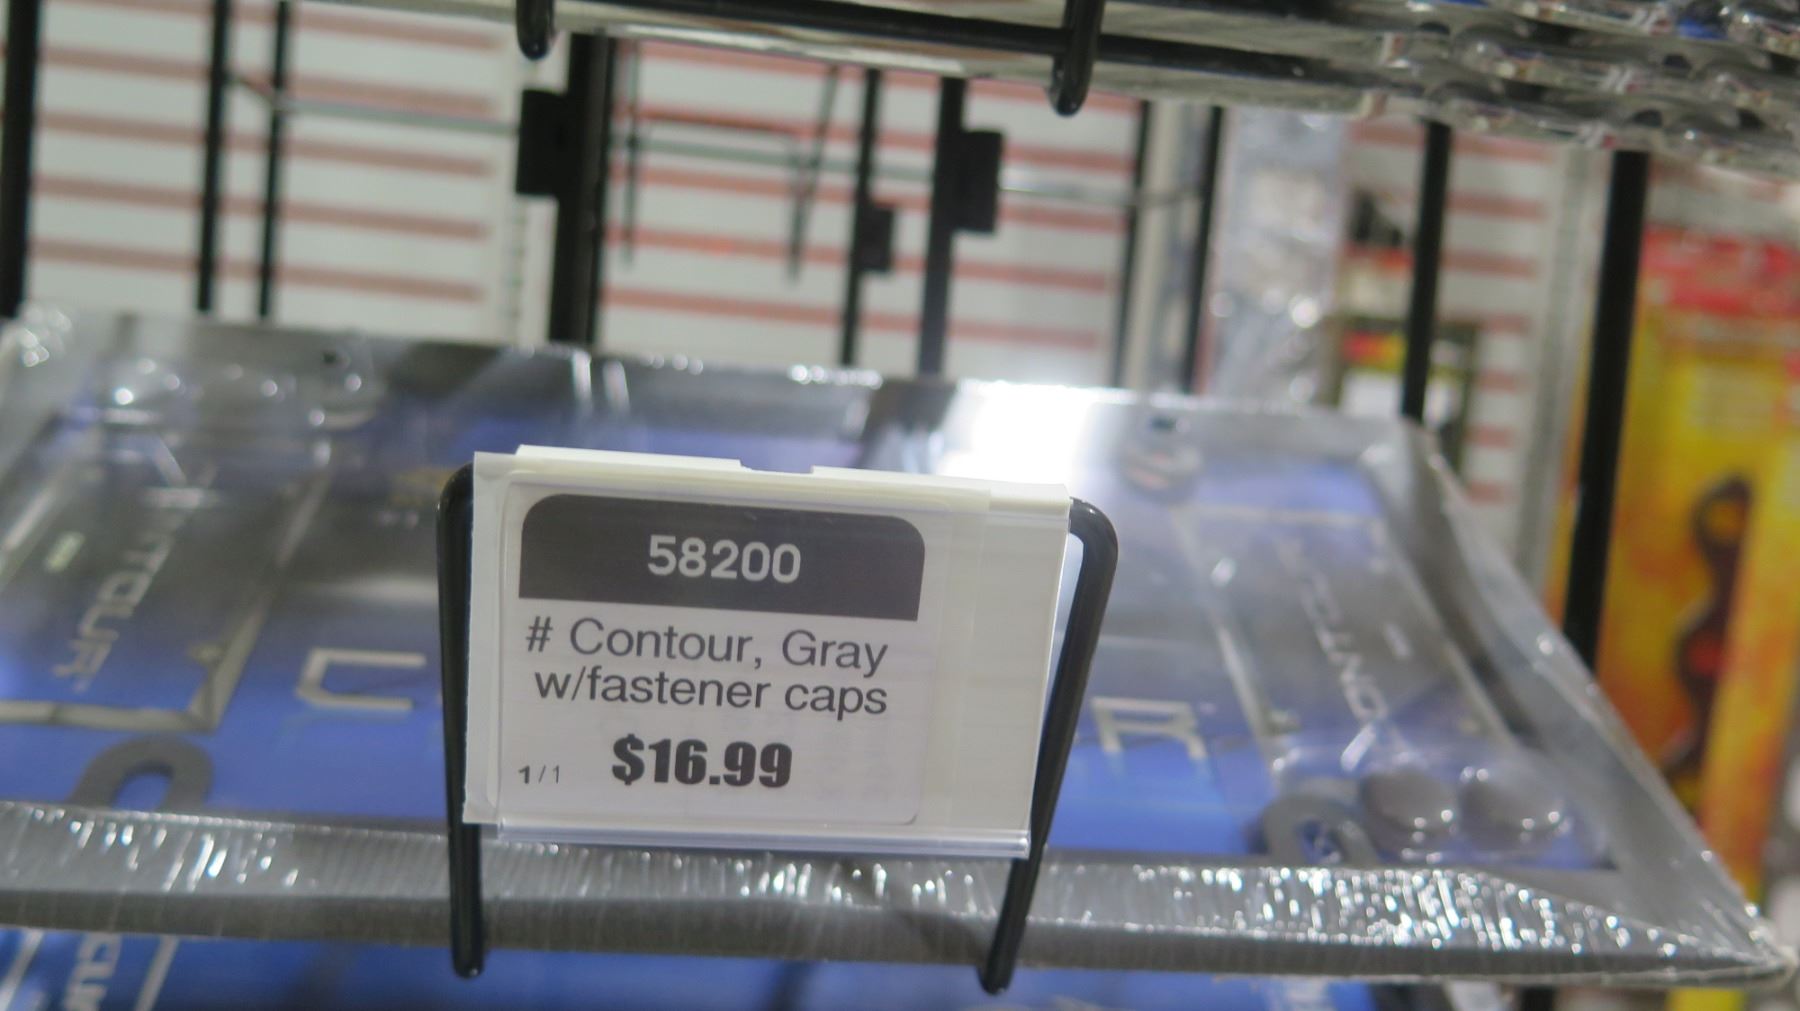 58200
# Contour, Gray
w/fastener caps
1/1 $16.99